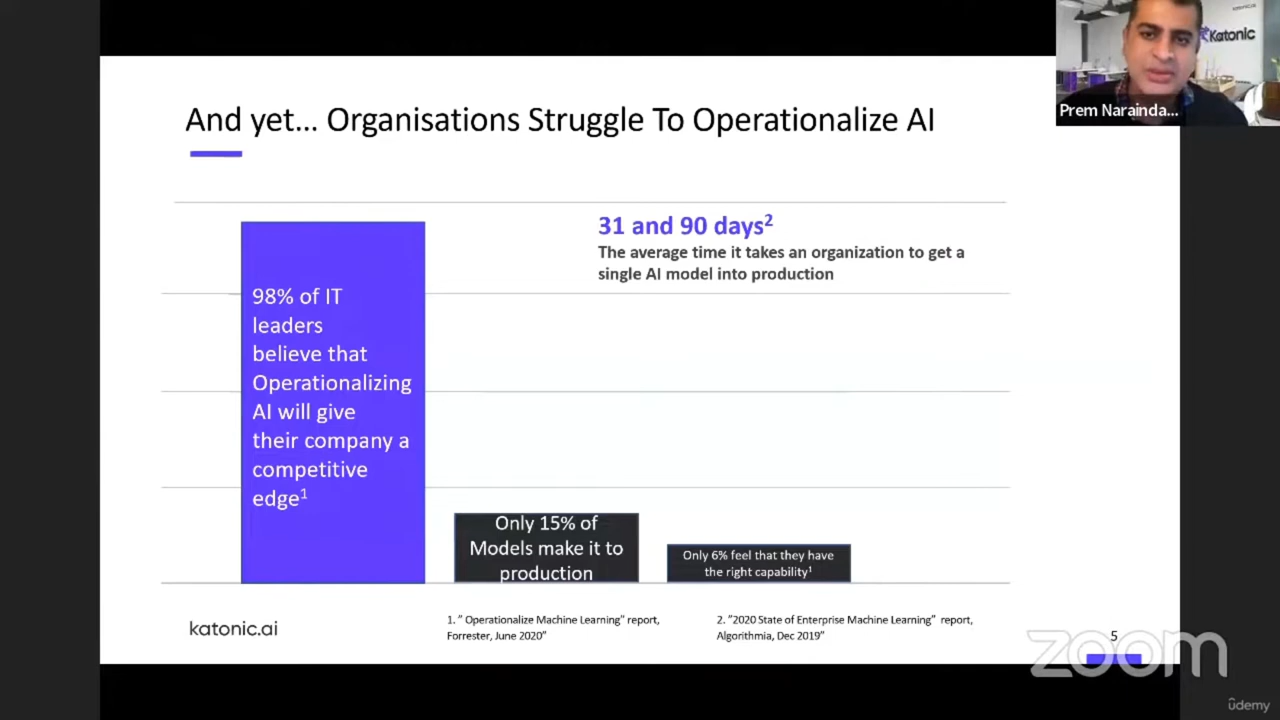 And yet... Organisations Struggle To Operationalize AI
Katonic
Prem Narainda...
31 and 90 days²
The average time it takes an organization to get a
single AI model into production
98% of IT
leaders
believe that
Operationalizing
AI will give
their company a
competitive
edge¹
Only 15% of
Models make it to
production
Only 6% feel that they have
the right capability¹
katonic.ai
1. " Operationalize Machine Learning" report,
Forrester, June 2020"
2. "2020 State of Enterprise Machine Learning" report,
Algorithmia, Dec 2019"
5
zoom
udemy